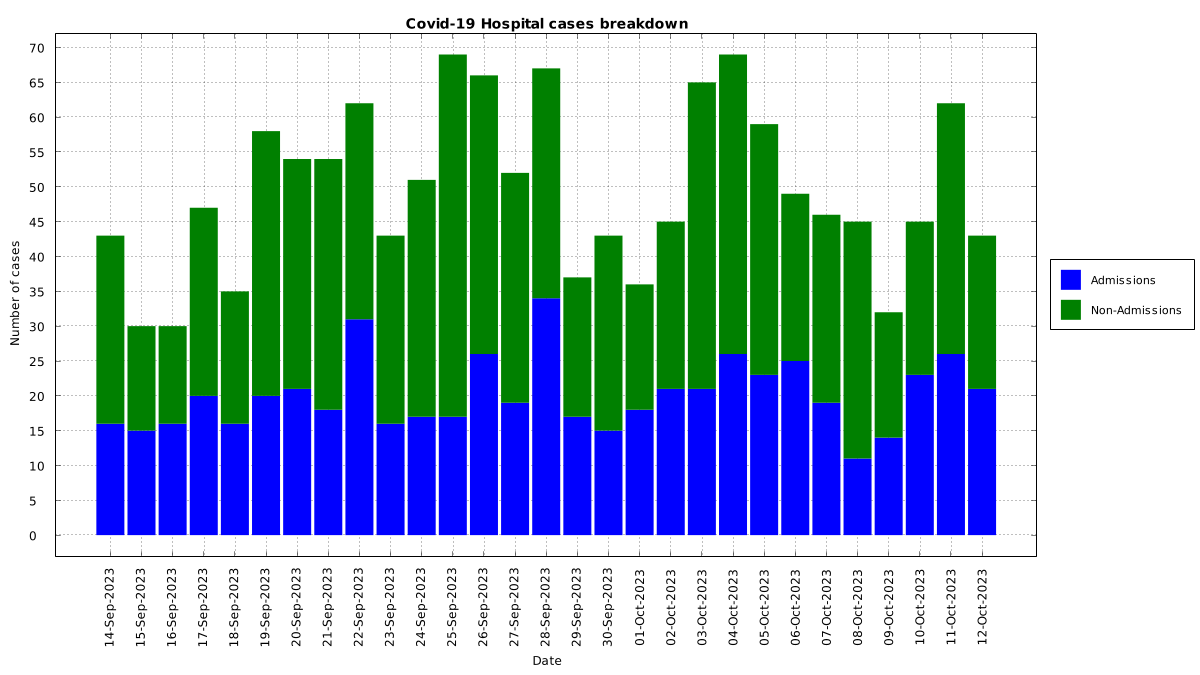 Covid-19 Hospital cases breakdown
70
65
60
55
50
45
40
35
30
25
20
15
10
5
0
Number of cases
14-Sep-2023
15-Sep-2023
16-Sep-2023
17-Sep-2023
18-Sep-2023
19-Sep-2023
20-Sep-2023
21-Sep-2023
22-Sep-2023
23-Sep-2023
24-Sep-2023
25-Sep-2023
26-Sep-2023
27-Sep-2023
28-Sep-2023
29-Sep-2023
30-Sep-2023
01-Oct-2023
02-Oct-2023
03-Oct-2023
04-Oct-2023
05-Oct-2023
06-Oct-2023
07-Oct-2023
08-Oct-2023
09-Oct-2023
10-Oct-2023
11-Oct-2023
12-Oct-2023
Date
Admissions
Non-Admissions